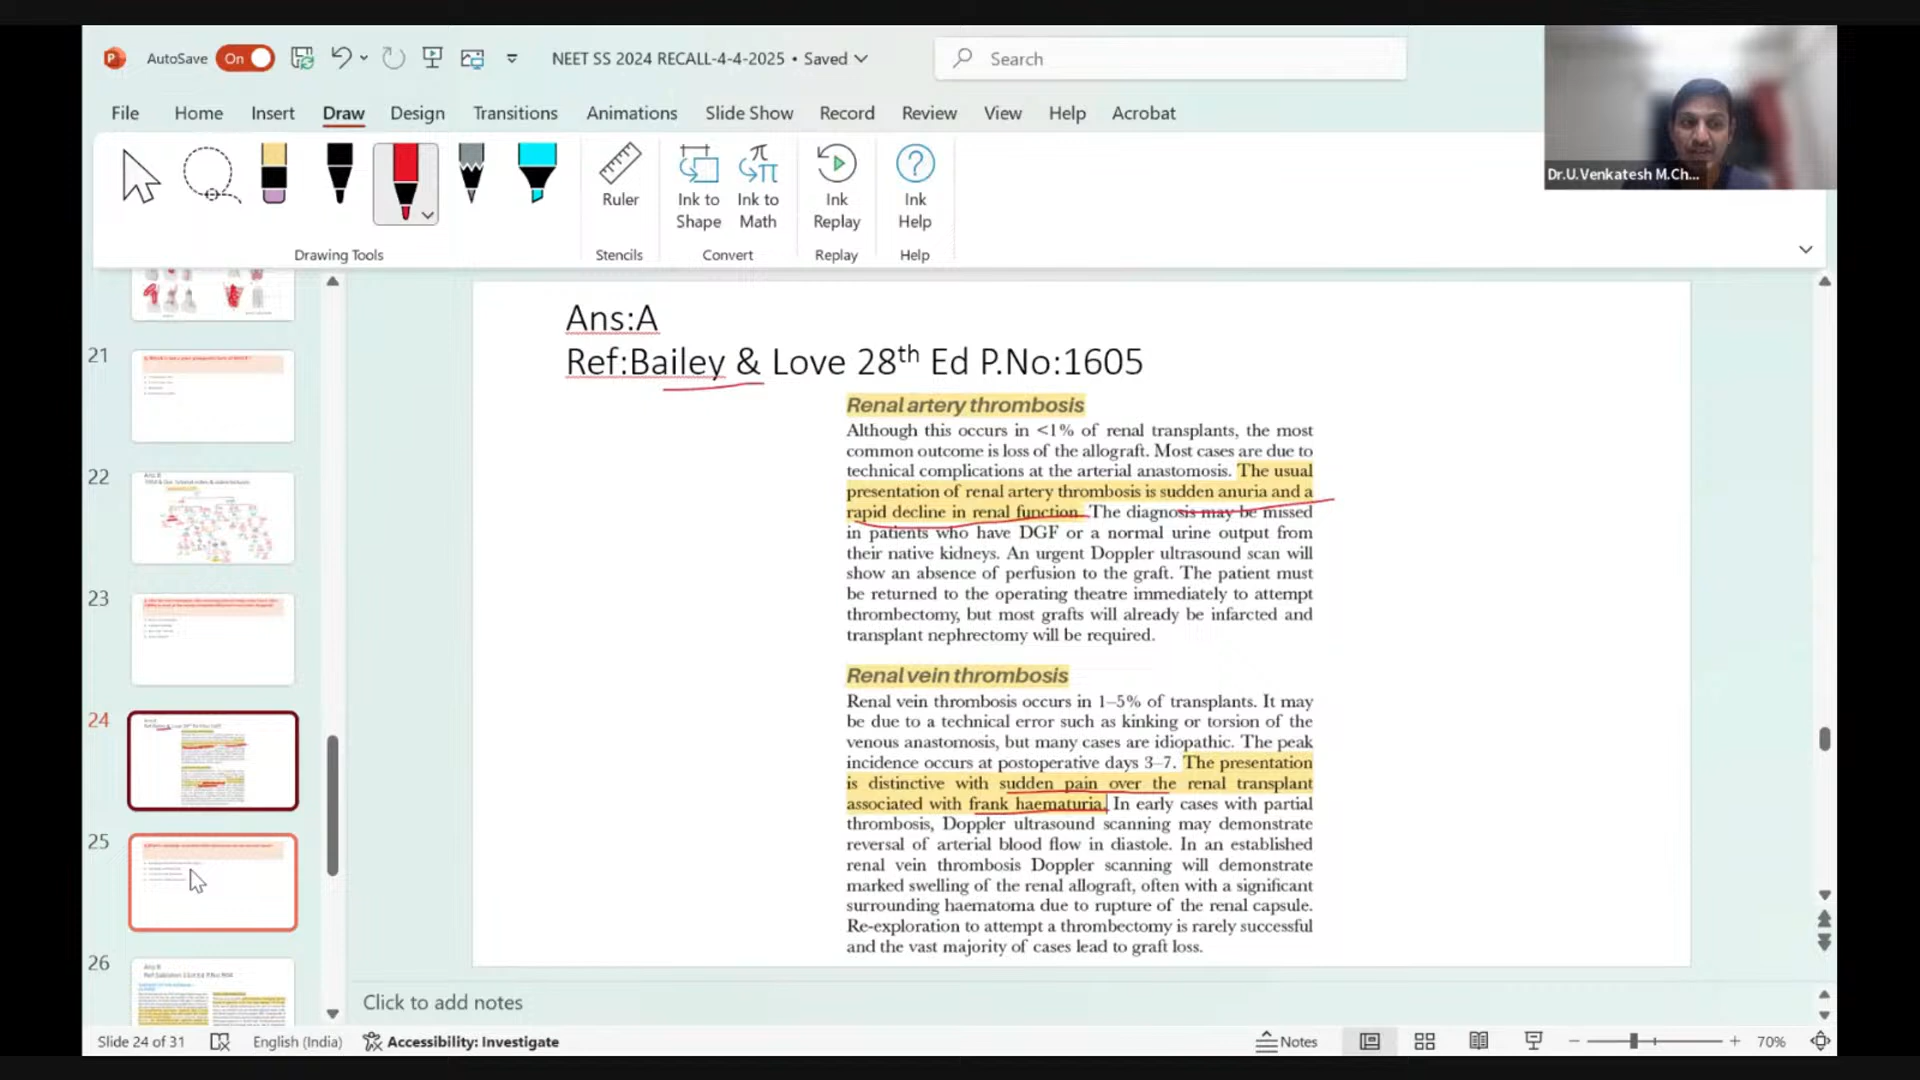 AutoSave On NEET SS 2024 RECALL-4-4-2025 • Saved Search
Dr.U.Venkatesh M.Ch...
File Home Insert Draw Design Transitions Animations Slide Show Record Review View Help Acrobat
Ruler
Ink to Shape
Ink to Math
Ink Replay
Ink Help
Drawing Tools Stencils Convert Replay Help
21
22
23
24
25
26
Ans:A
Ref:Bailey & Love 28th Ed P.No:1605
Renal artery thrombosis
Although this occurs in <1% of renal transplants, the most
common outcome is loss of the allograft. Most cases are due to
technical complications at the arterial anastomosis. The usual
presentation of renal artery thrombosis is sudden anuria and a
rapid decline in renal function. The diagnosis may be missed
in patients who have DGF or a normal urine output from
their native kidneys. An urgent Doppler ultrasound scan will
show an absence of perfusion to the graft. The patient must
be returned to the operating theatre immediately to attempt
thrombectomy, but most grafts will already be infarcted and
transplant nephrectomy will be required.
Renal vein thrombosis
Renal vein thrombosis occurs in 1–5% of transplants. It may
be due to a technical error such as kinking or torsion of the
venous anastomosis, but many cases are idiopathic. The peak
incidence occurs at postoperative days 3–7. The presentation
is distinctive with sudden pain over the renal transplant
associated with frank haematuria. In early cases with partial
thrombosis, Doppler ultrasound scanning may demonstrate
reversal of arterial blood flow in diastole. In an established
renal vein thrombosis Doppler scanning will demonstrate
marked swelling of the renal allograft, often with a significant
surrounding haematoma due to rupture of the renal capsule.
Re-exploration to attempt a thrombectomy is rarely successful
and the vast majority of cases lead to graft loss.
Click to add notes
Slide 24 of 31 English (India) Accessibility: Investigate Notes 70%